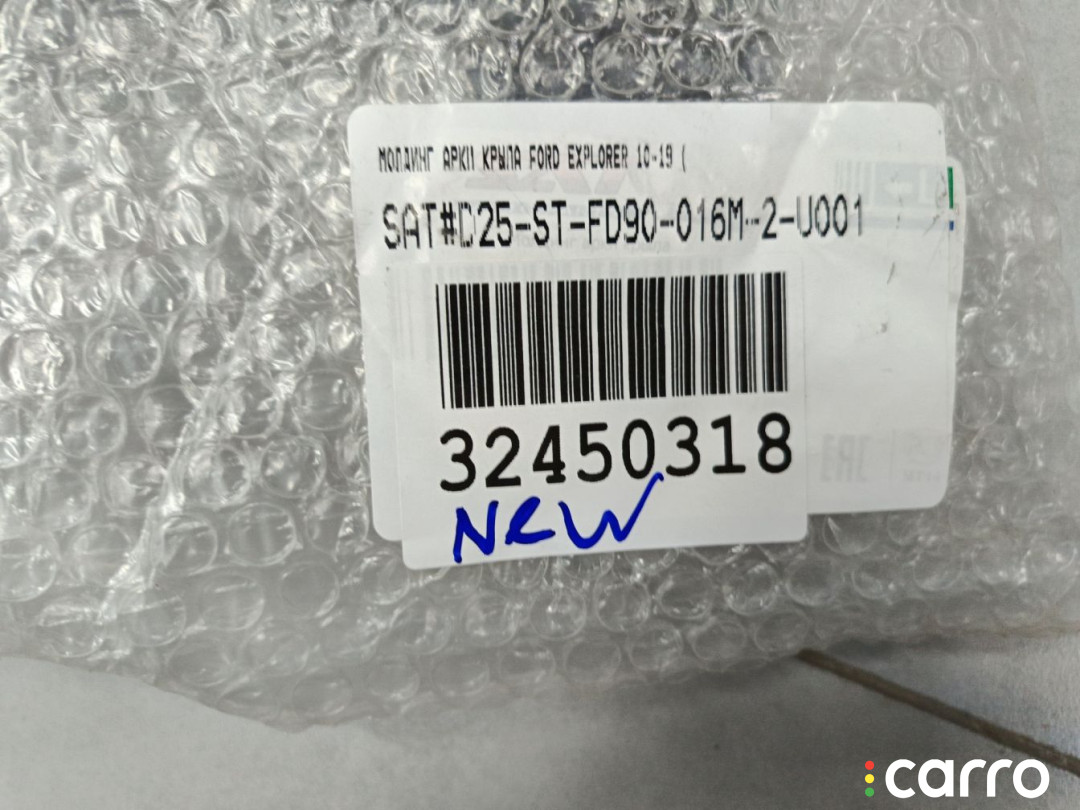 МОЛДИНГ АРКИ КРЫЛА FORD EXPLORER 10-19 (
SAT#D25-ST-FD90-016M-2-U001
32450318
New
carro